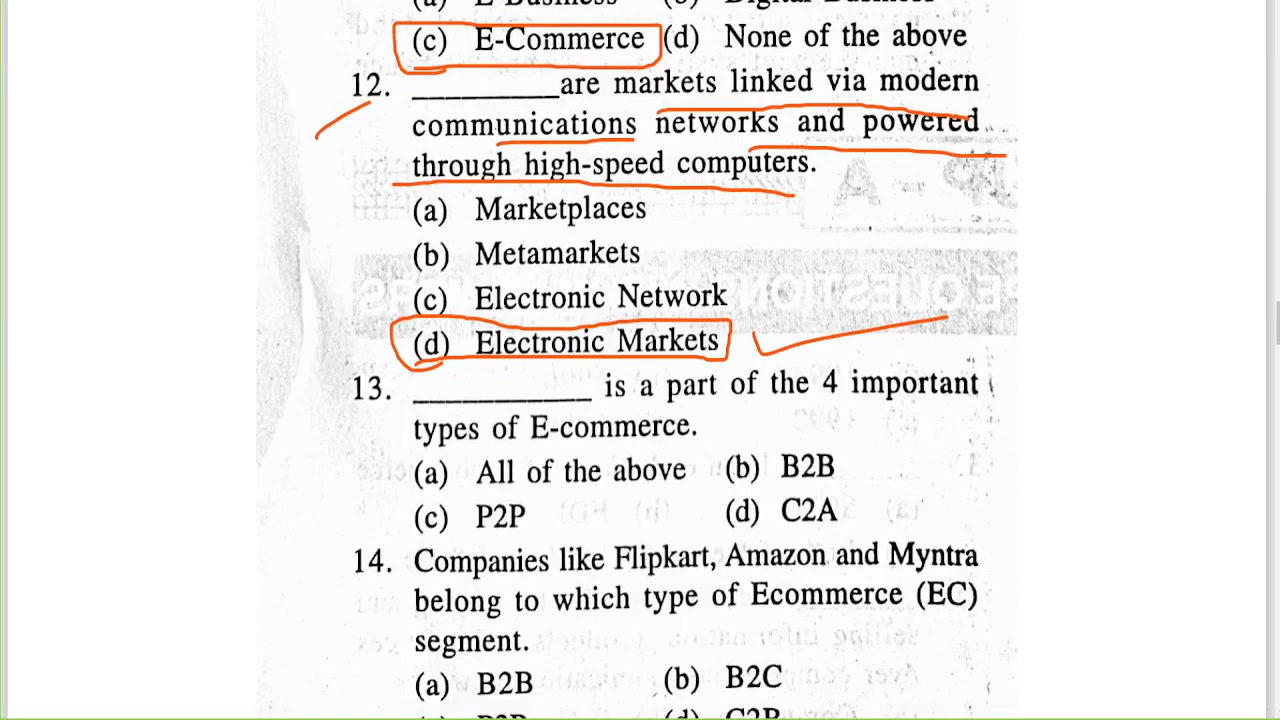 (c) E-Commerce (d) None of the above
12. __________are markets linked via modern
communications networks and powered
through high-speed computers.
(a) Marketplaces
(b) Metamarkets
(c) Electronic Network
(d) Electronic Markets
13. ____________ is a part of the 4 important
types of E-commerce.
(a) All of the above (b) B2B
(c) P2P (d) C2A
14. Companies like Flipkart, Amazon and Myntra
belong to which type of Ecommerce (EC)
segment.
(a) B2B (b) B2C